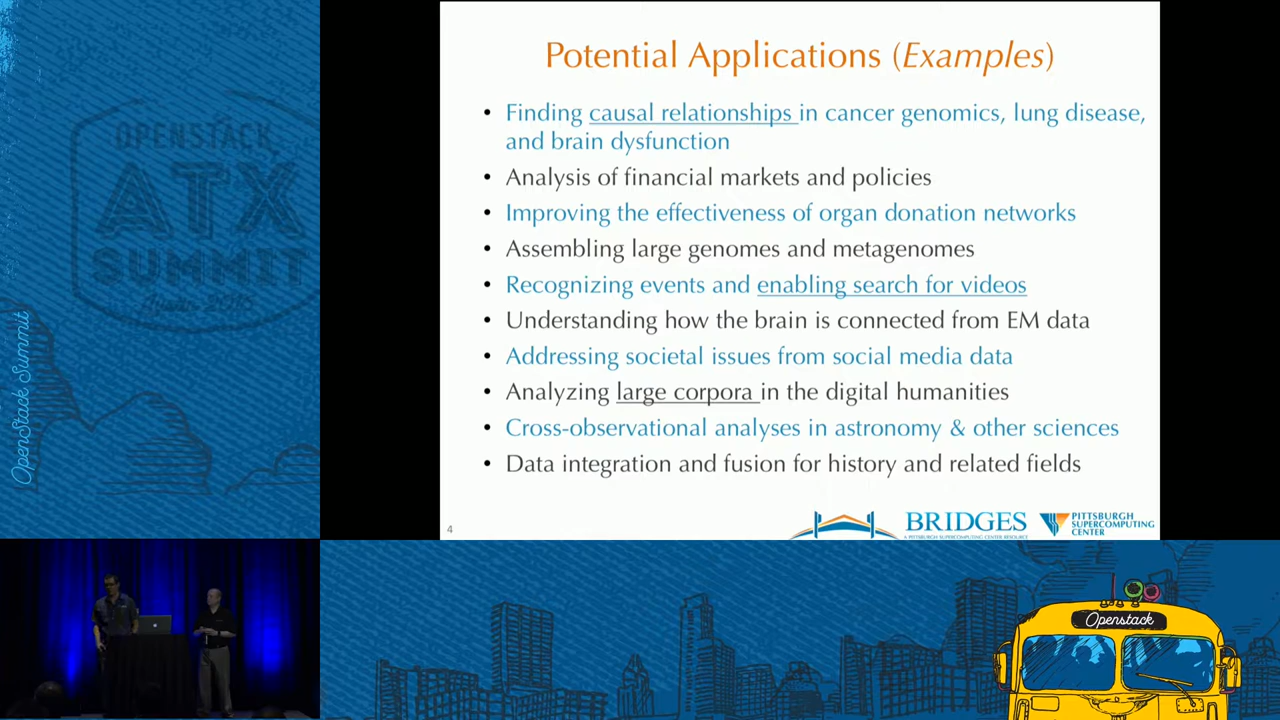 Potential Applications (Examples)
• Finding causal relationships in cancer genomics, lung disease,
and brain dysfunction
• Analysis of financial markets and policies
• Improving the effectiveness of organ donation networks
• Assembling large genomes and metagenomes
• Recognizing events and enabling search for videos
• Understanding how the brain is connected from EM data
• Addressing societal issues from social media data
• Analyzing large corpora in the digital humanities
• Cross-observational analyses in astronomy & other sciences
• Data integration and fusion for history and related fields
4
BRIDGES
A PITTSBURGH SUPERCOMPUTING CENTER RESOURCE
PITTSBURGH
SUPERCOMPUTING
CENTER
OPENSTACK
ATX
SUMMIT
OpenStack Summit
Openstack